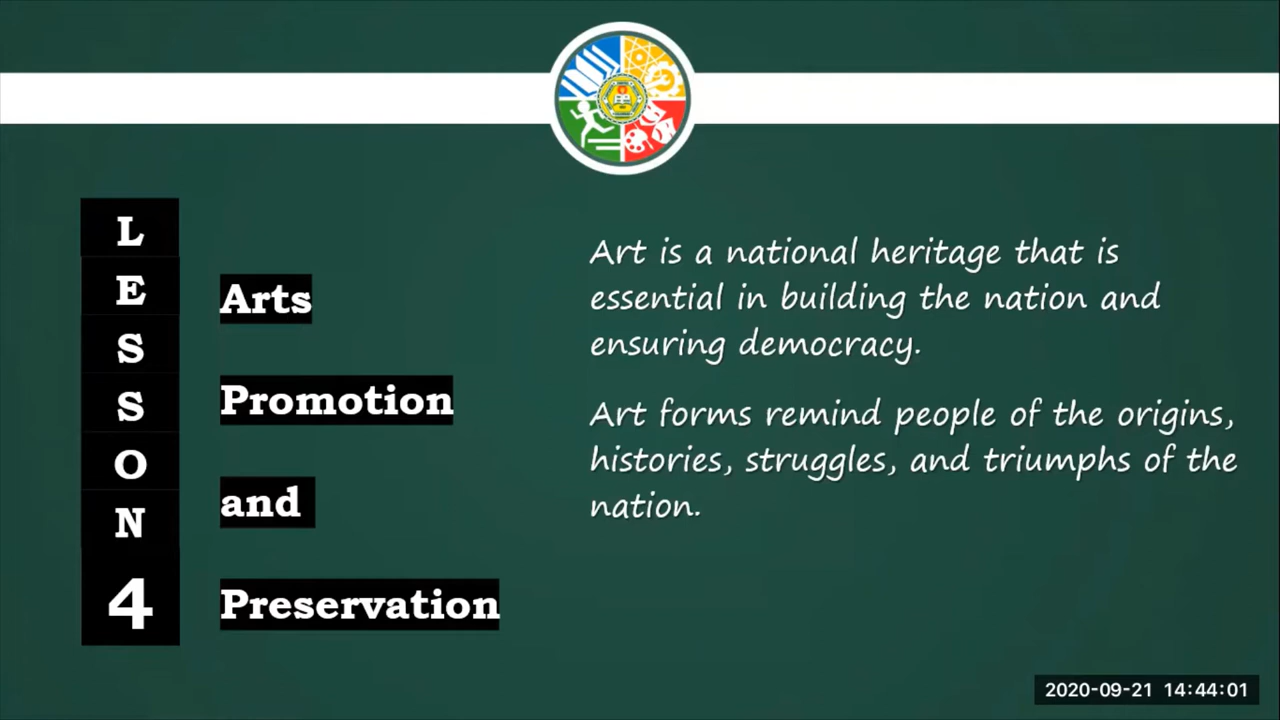 L
E
S
S
O
N
4
Arts
Promotion
and
Preservation
Art is a national heritage that is
essential in building the nation and
ensuring democracy.
Art forms remind people of the origins,
histories, struggles, and triumphs of the
nation.
2020-09-21 14:44:01